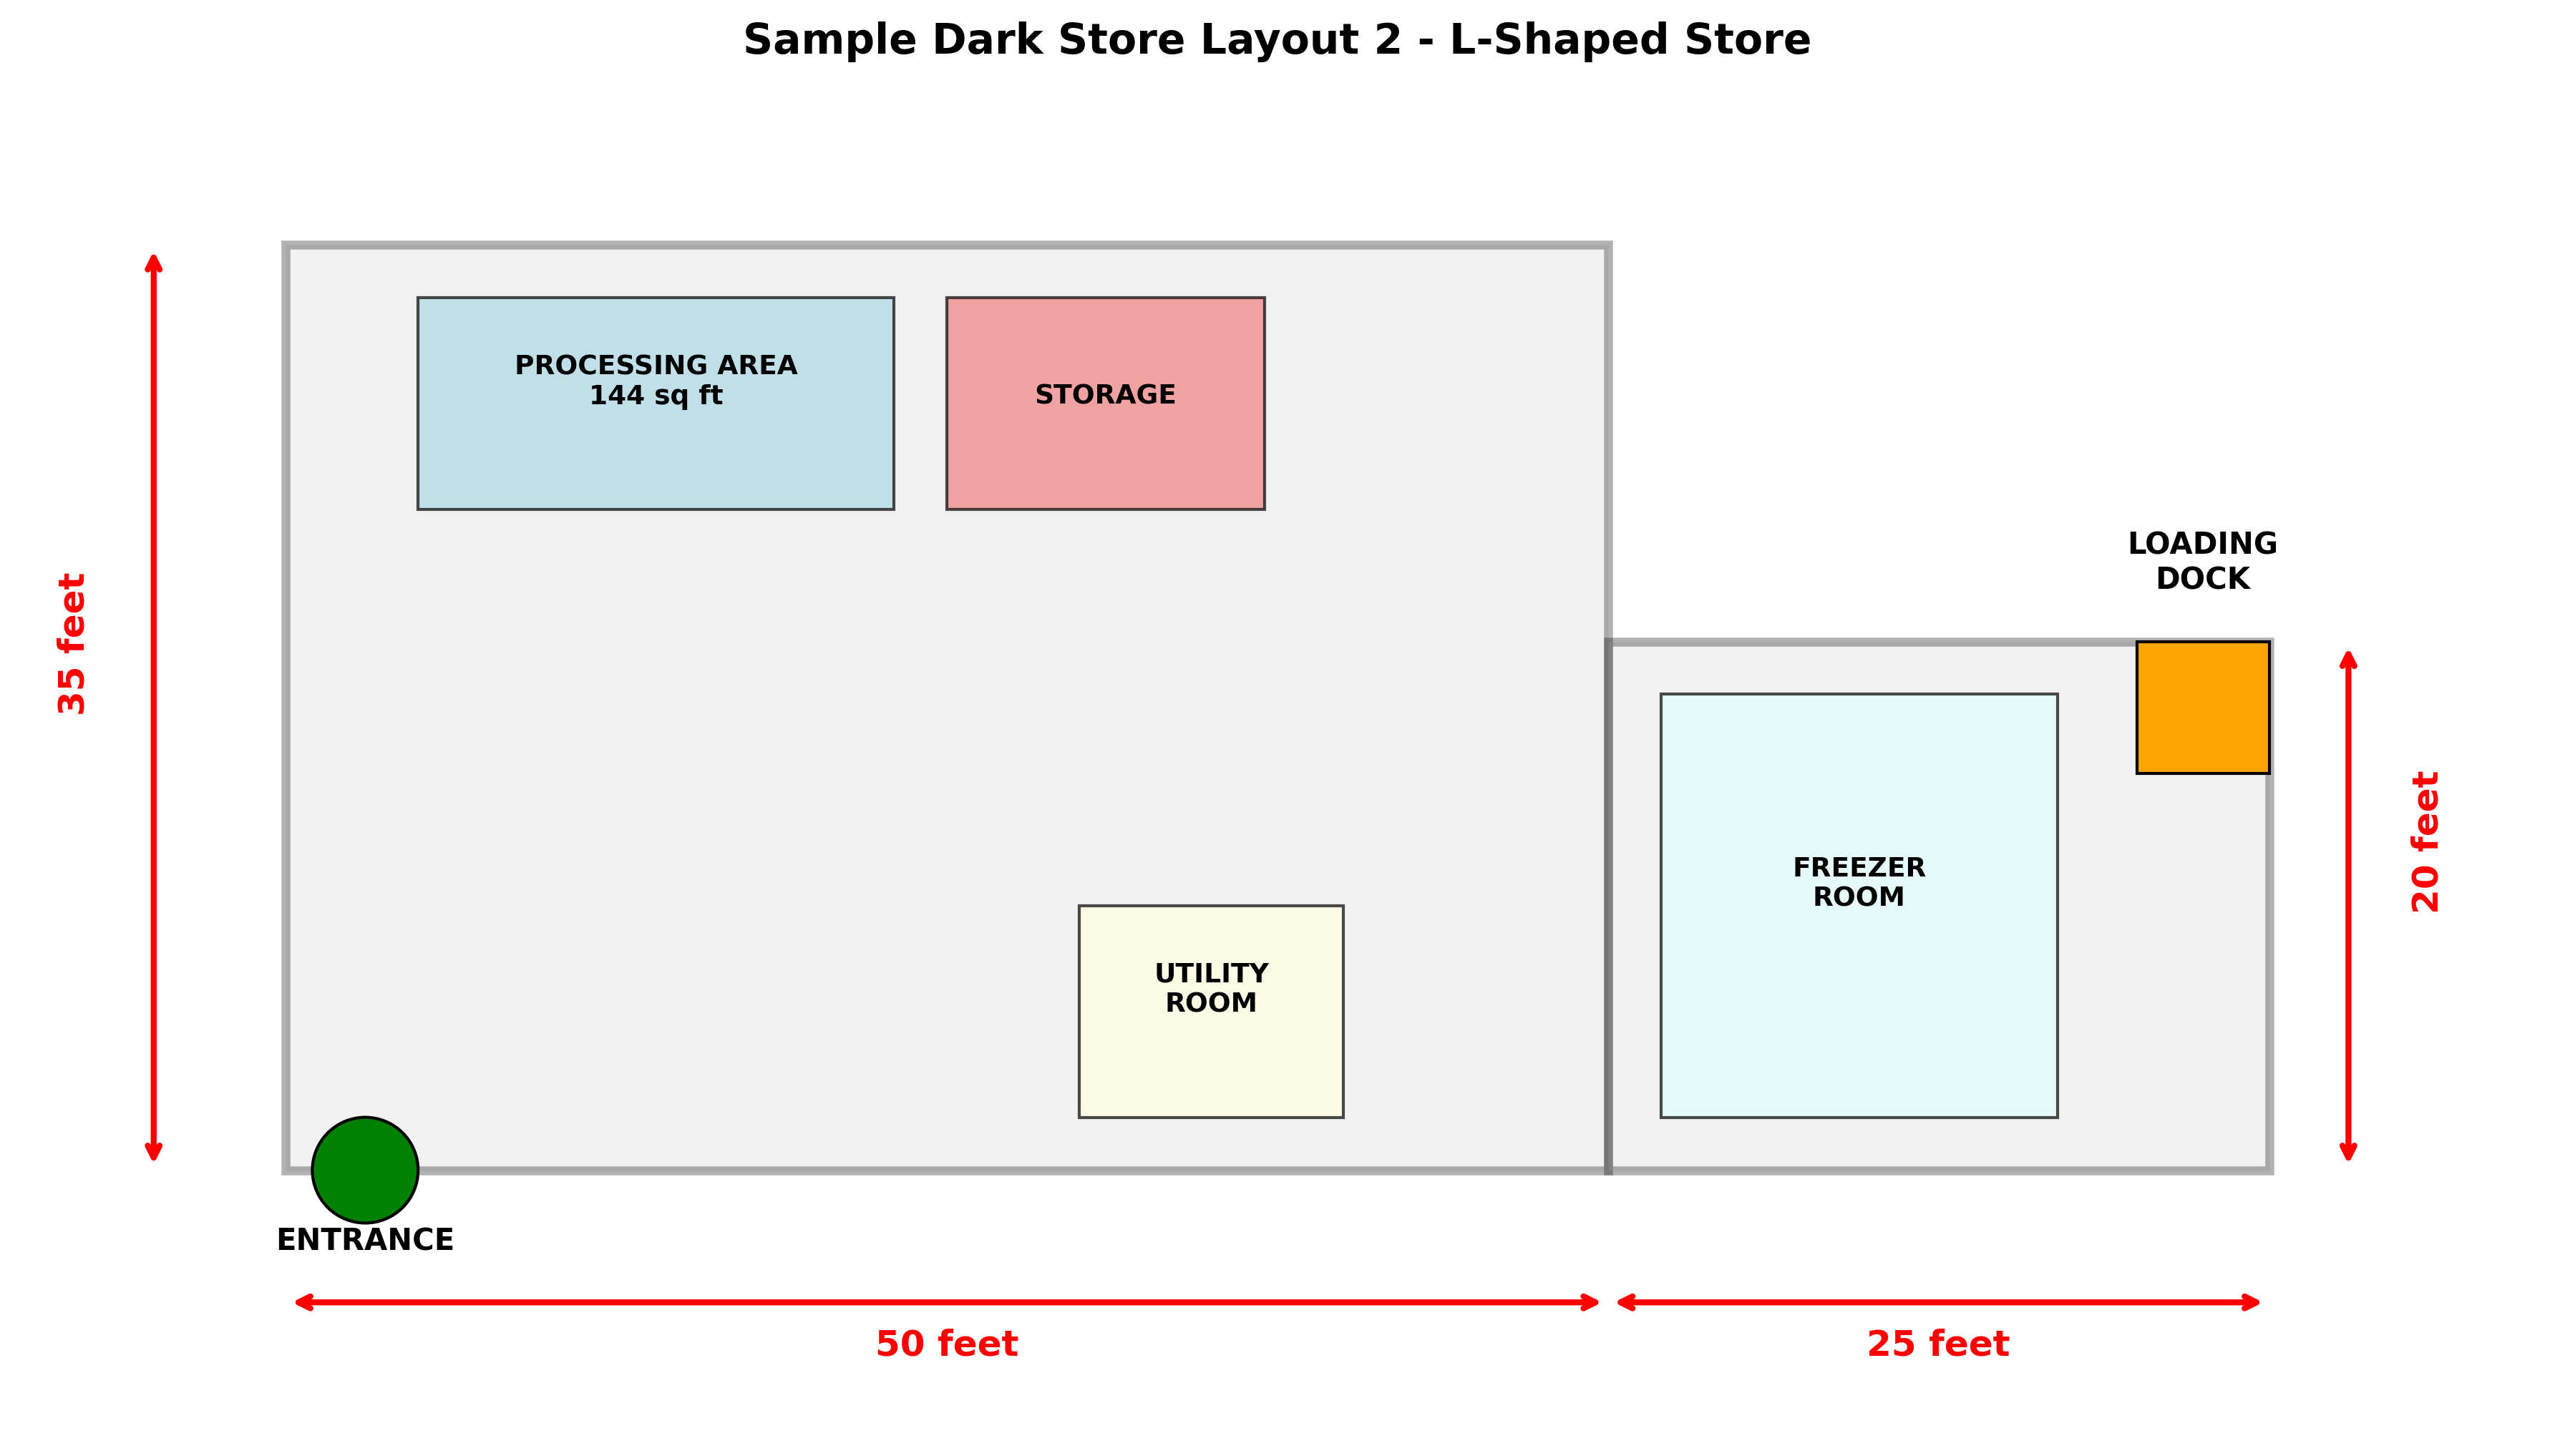 Sample Dark Store Layout 2 - L-Shaped Store
PROCESSING AREA
144 sq ft
STORAGE
LOADING
DOCK
35 feet
20 feet
FREEZER
ROOM
UTILITY
ROOM
ENTRANCE
50 feet
25 feet